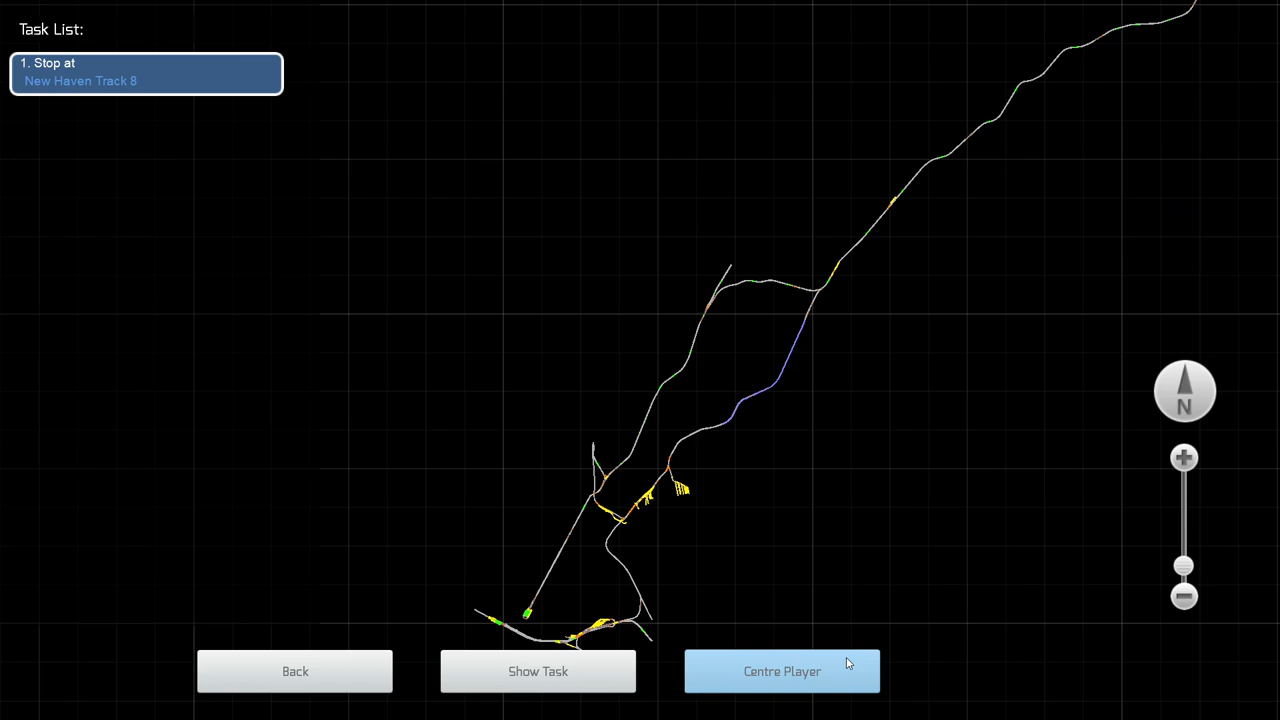 Task List:
1. Stop at
New Haven Track 8
N
Back
Show Task
Centre Player